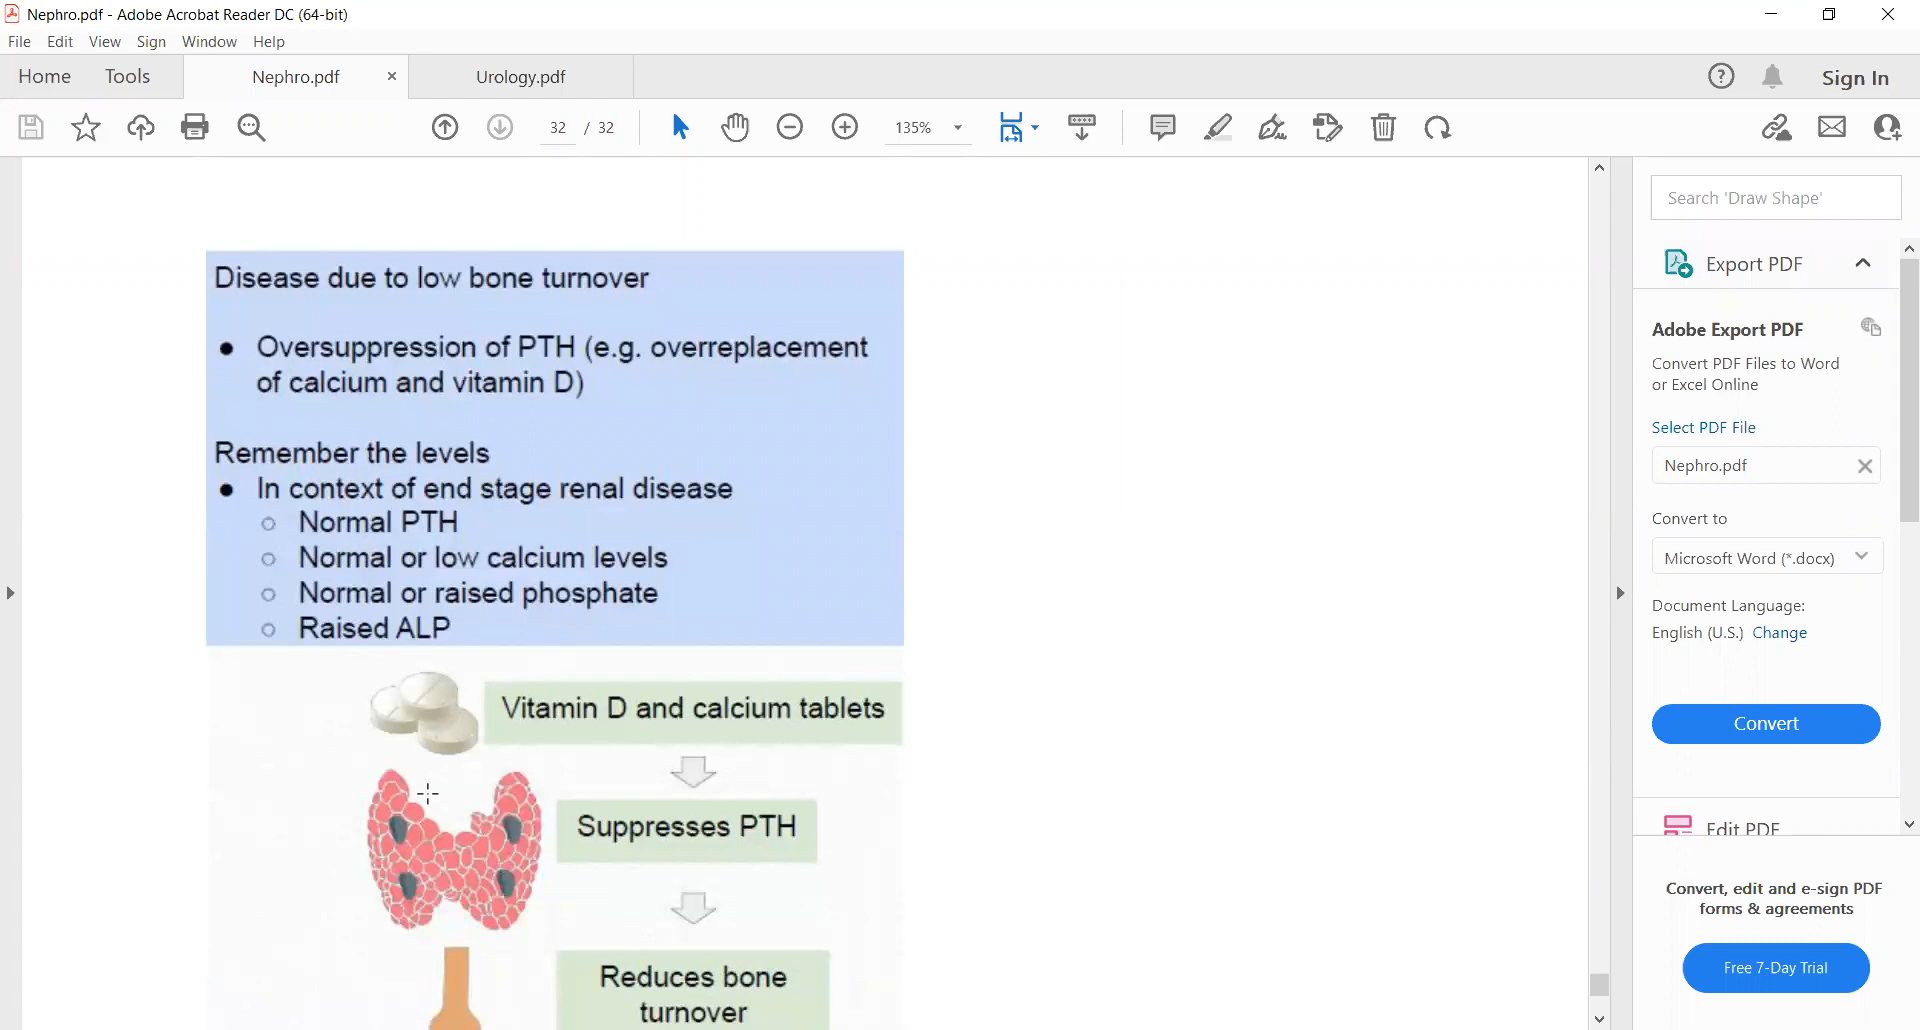 Nephro.pdf - Adobe Acrobat Reader DC (64-bit)
File Edit View Sign Window Help
Home Tools Nephro.pdf Urology.pdf Sign In
32 / 32 135%
Disease due to low bone turnover
● Oversuppression of PTH (e.g. overreplacement
of calcium and vitamin D)
Remember the levels
● In context of end stage renal disease
○ Normal PTH
○ Normal or low calcium levels
○ Normal or raised phosphate
○ Raised ALP
Vitamin D and calcium tablets
Suppresses PTH
Reduces bone
turnover
Search 'Draw Shape'
Export PDF
Adobe Export PDF
Convert PDF Files to Word
or Excel Online
Select PDF File
Nephro.pdf
Convert to
Microsoft Word (*.docx)
Document Language:
English (U.S.) Change
Convert
Edit PDF
Convert, edit and e-sign PDF
forms & agreements
Free 7-Day Trial